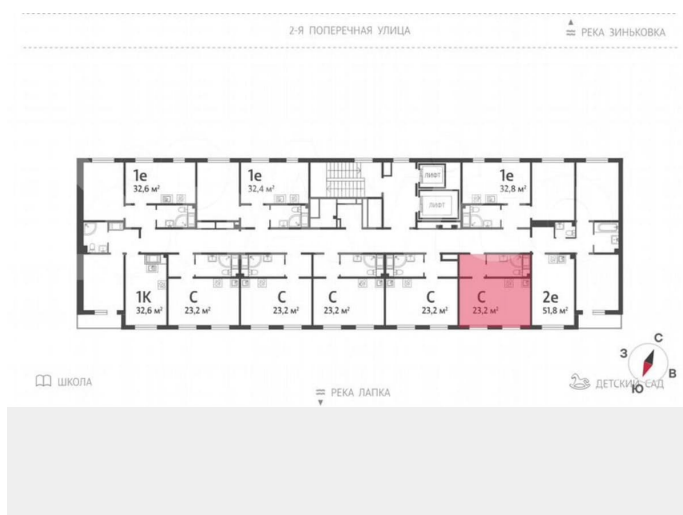 2-Я ПОПЕРЕЧНАЯ УЛИЦА
РЕКА ЗИНЬКОВКА
1е
32,6 м²
1е
32,4 м²
ЛИФТ
ЛИФТ
1е
32,8 м²
1К
32,6 м²
С
23,2 м²
С
23,2 м²
С
23,2 м²
С
23,2 м²
С
23,2 м²
2е
51,8 м²
С
З
В
Ю
ШКОЛА
РЕКА ЛАПКА
ДЕТСКИЙ САД